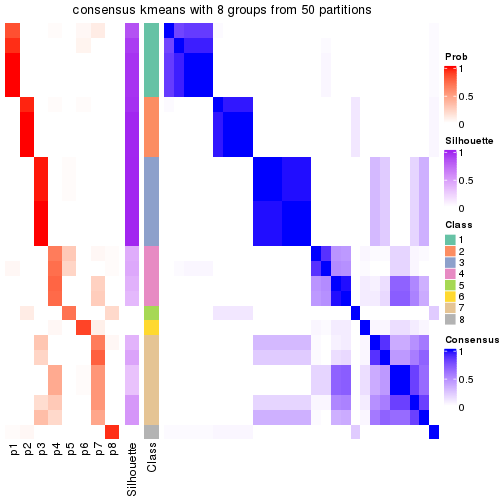 consensus kmeans with 8 groups from 50 partitions
Prob
1
0.5
0
Silhouette
1
0.5
0
Class
1
2
3
4
5
6
7
8
Consensus
1
0.5
0
p1
p2
p3
p4
p5
p6
p7
p8
Silhouette
Class